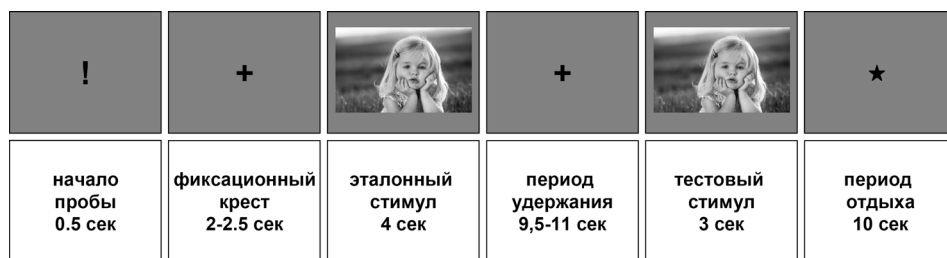 !
+
+
★
начало
пробы
0.5 сек
фиксационный
крест
2-2.5 сек
эталонный
стимул
4 сек
период
удержания
9,5-11 сек
тестовый
стимул
3 сек
период
отдыха
10 сек